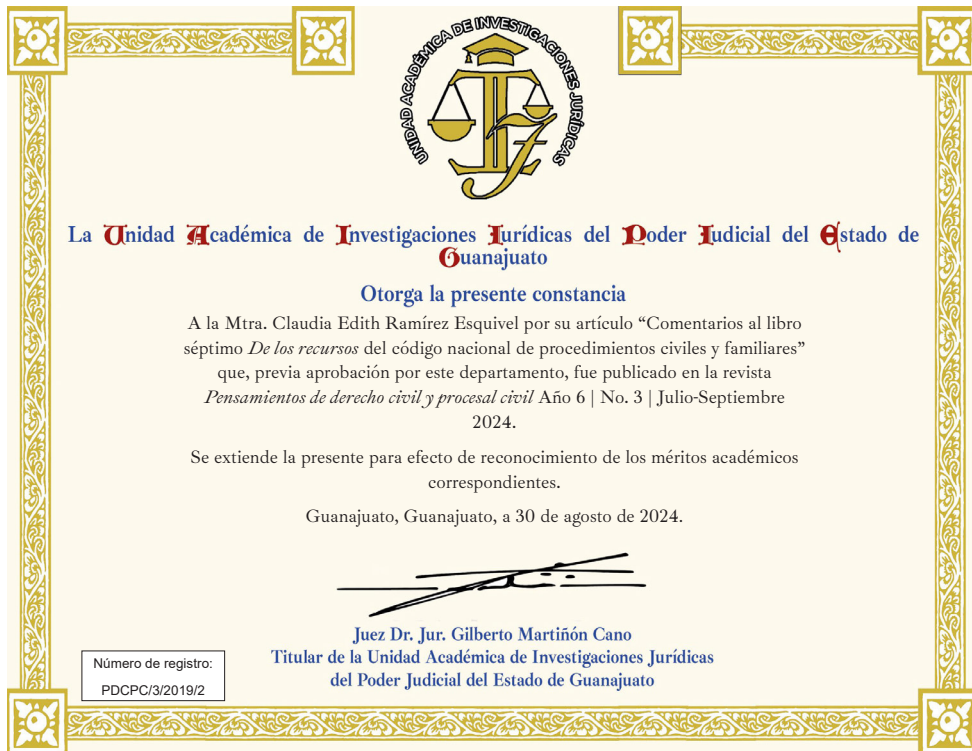 UNIDAD ACADÉMICA DE INVESTIGACIONES JURÍDICAS
La Unidad Académica de Investigaciones Jurídicas del Poder Judicial del Estado de
Guanajuato
Otorga la presente constancia
A la Mtra. Claudia Edith Ramírez Esquivel por su artículo “Comentarios al libro
séptimo De los recursos del código nacional de procedimientos civiles y familiares”
que, previa aprobación por este departamento, fue publicado en la revista
Pensamientos de derecho civil y procesal civil Año 6 | No. 3 | Julio-Septiembre
2024.
Se extiende la presente para efecto de reconocimiento de los méritos académicos
correspondientes.
Guanajuato, Guanajuato, a 30 de agosto de 2024.
Juez Dr. Jur. Gilberto Martiñón Cano
Titular de la Unidad Académica de Investigaciones Jurídicas
del Poder Judicial del Estado de Guanajuato
Número de registro:
PDCPC/3/2019/2